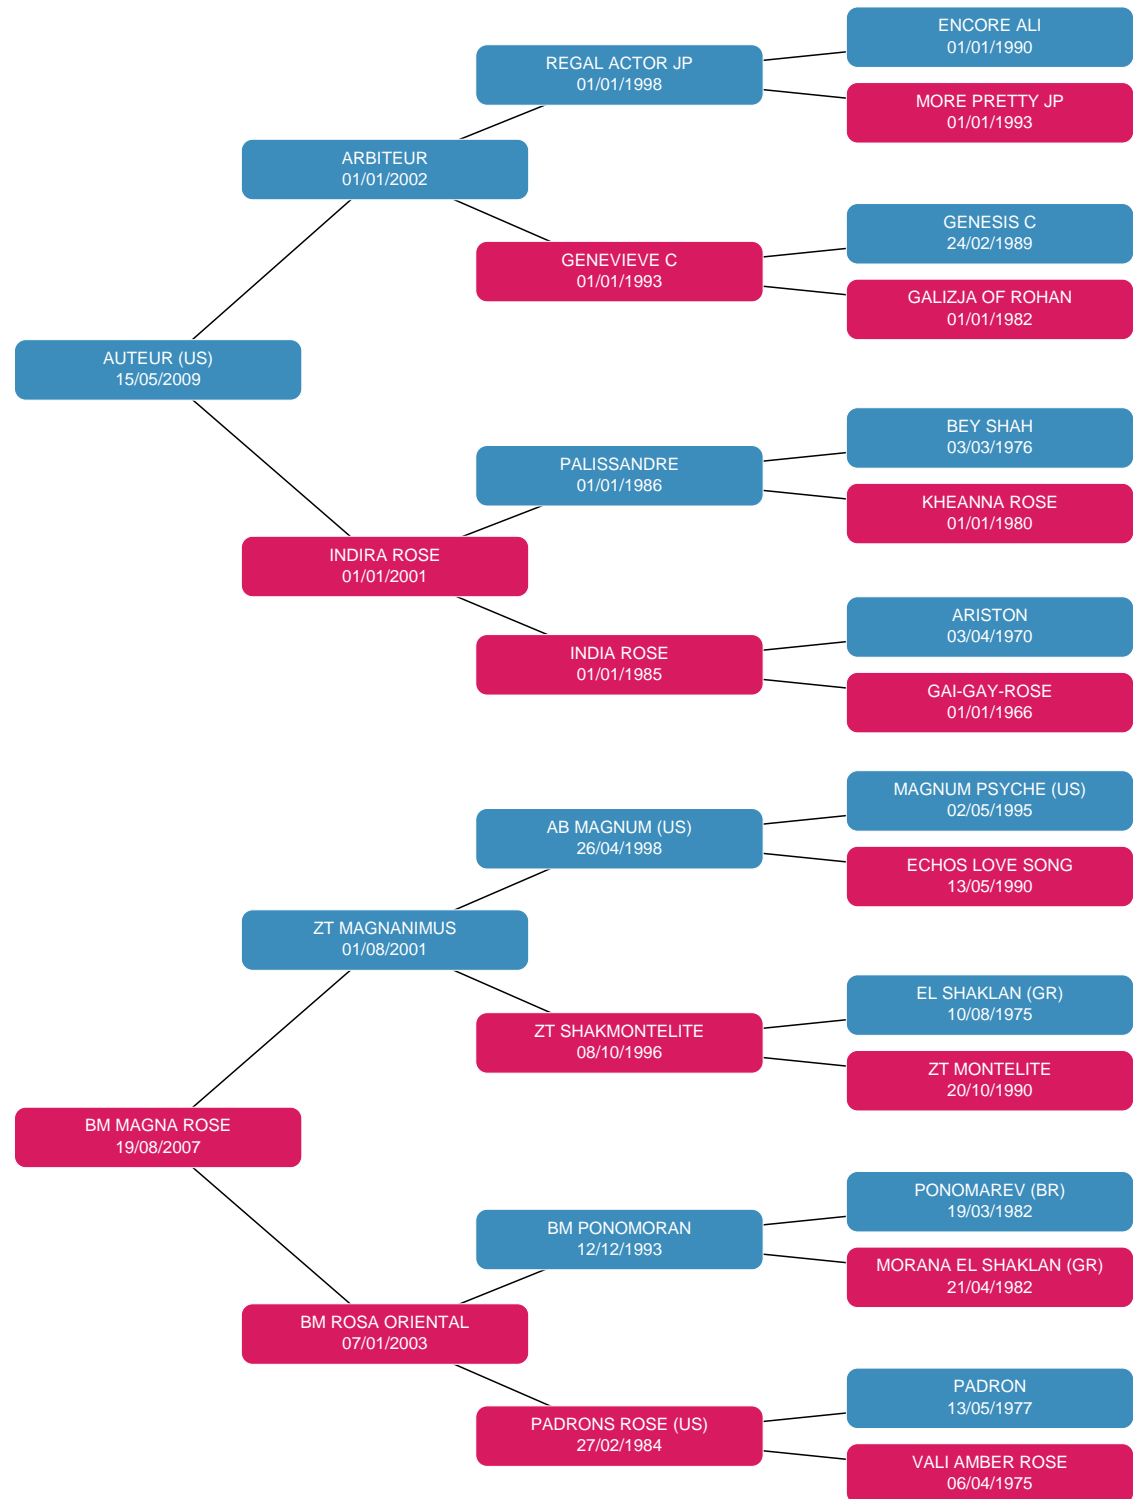 ENCORE ALI
01/01/1990
REGAL ACTOR JP
01/01/1998
MORE PRETTY JP
01/01/1993
ARBITEUR
01/01/2002
GENESIS C
24/02/1989
GENEVIEVE C
01/01/1993
GALIZJA OF ROHAN
01/01/1982
AUTEUR (US)
15/05/2009
BEY SHAH
03/03/1976
PALISSANDRE
01/01/1986
KHEANNA ROSE
01/01/1980
INDIRA ROSE
01/01/2001
ARISTON
03/04/1970
INDIA ROSE
01/01/1985
GAI-GAY-ROSE
01/01/1966
MAGNUM PSYCHE (US)
02/05/1995
AB MAGNUM (US)
26/04/1998
ECHOS LOVE SONG
13/05/1990
ZT MAGNANIMUS
01/08/2001
EL SHAKLAN (GR)
10/08/1975
ZT SHAKMONTELITE
08/10/1996
ZT MONTELITE
20/10/1990
BM MAGNA ROSE
19/08/2007
PONOMAREV (BR)
19/03/1982
BM PONOMORAN
12/12/1993
MORANA EL SHAKLAN (GR)
21/04/1982
BM ROSA ORIENTAL
07/01/2003
PADRON
13/05/1977
PADRONS ROSE (US)
27/02/1984
VALI AMBER ROSE
06/04/1975